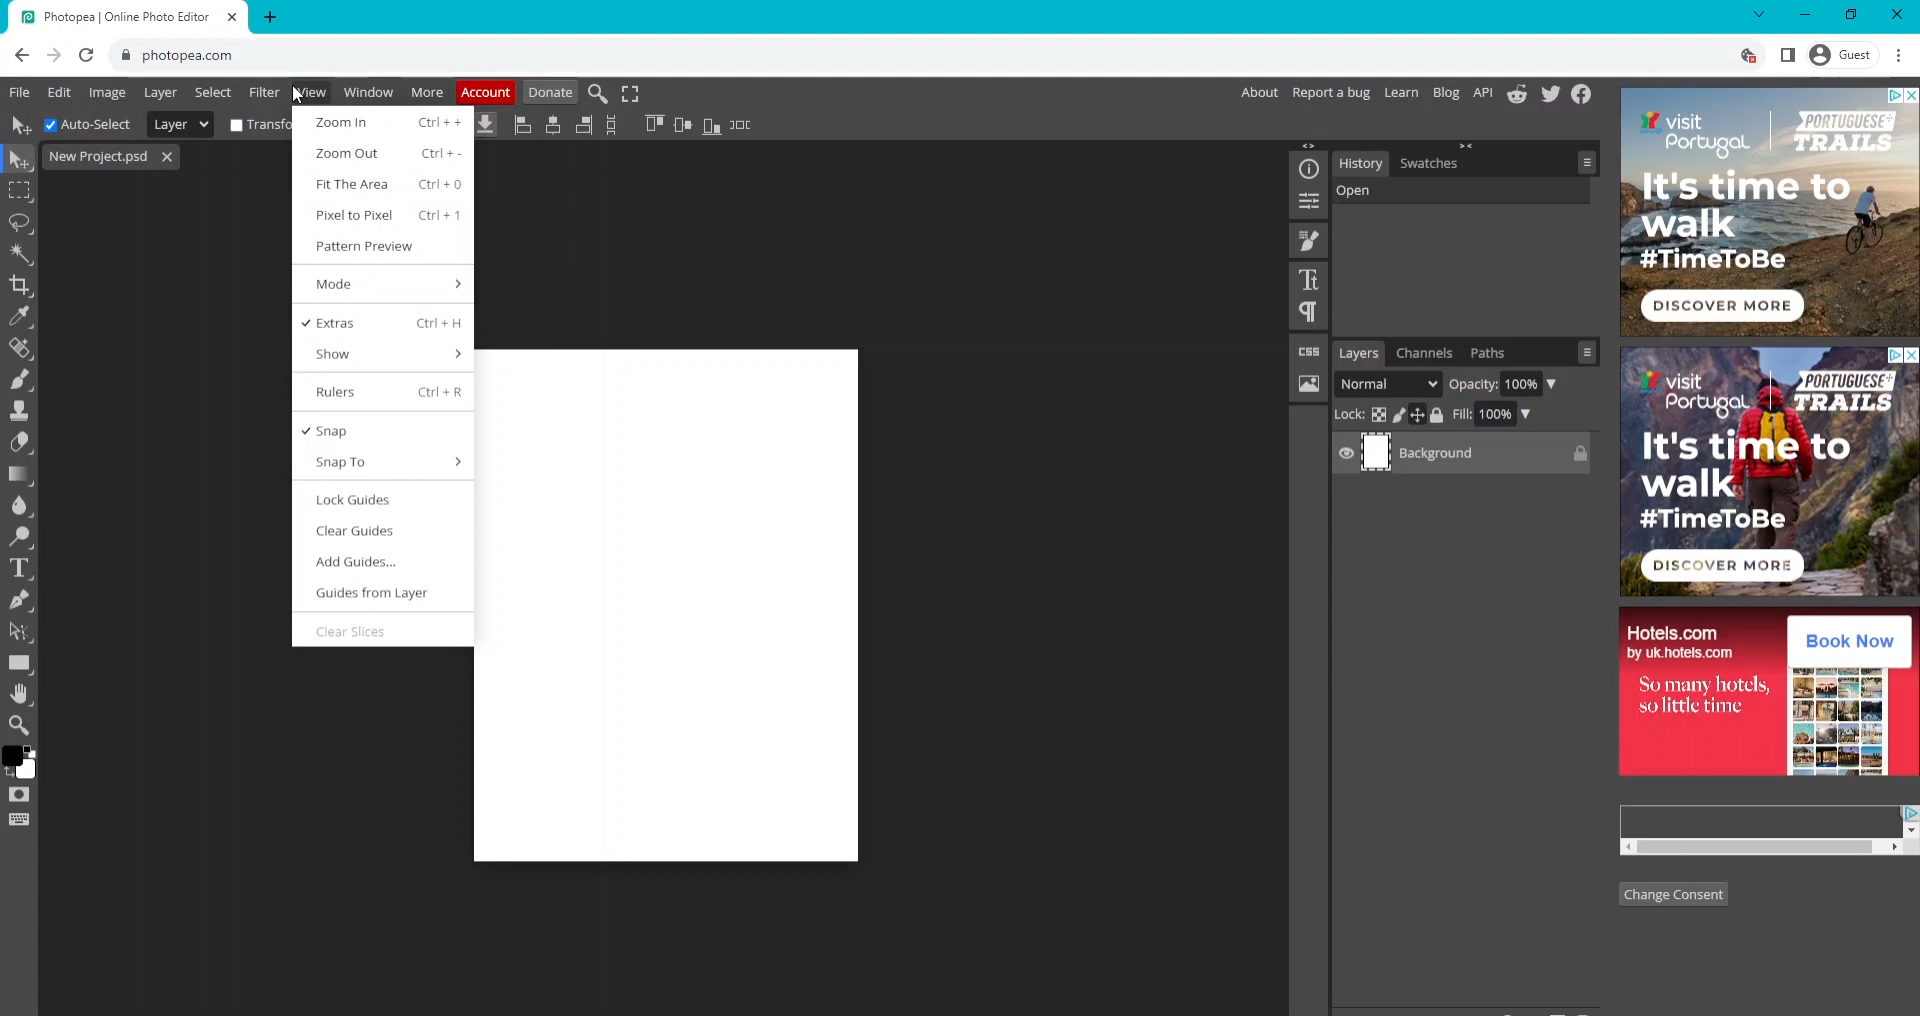 Photopea | Online Photo Editor
photopea.com
Guest
File Edit Image Layer Select Filter View Window More Account Donate
About Report a bug Learn Blog API
Auto-Select Layer
New Project.psd
Zoom In Ctrl + +
Zoom Out Ctrl + -
Fit The Area Ctrl + 0
Pixel to Pixel Ctrl + 1
Pattern Preview
Mode
Extras Ctrl + H
Show
Rulers Ctrl + R
Snap
Snap To
Lock Guides
Clear Guides
Add Guides...
Guides from Layer
Clear Slices
CSS
History Swatches
Open
Layers Channels Paths
Normal Opacity: 100%
Lock: Fill: 100%
Background
visit
Portugal
PORTUGUESE
TRAILS
It's time to
walk
#TimeToBe
DISCOVER MORE
visit
Portugal
PORTUGUESE
TRAILS
It's time to
walk
#TimeToBe
DISCOVER MORE
Hotels.com
by uk.hotels.com
Book Now
So many hotels,
so little time
Change Consent